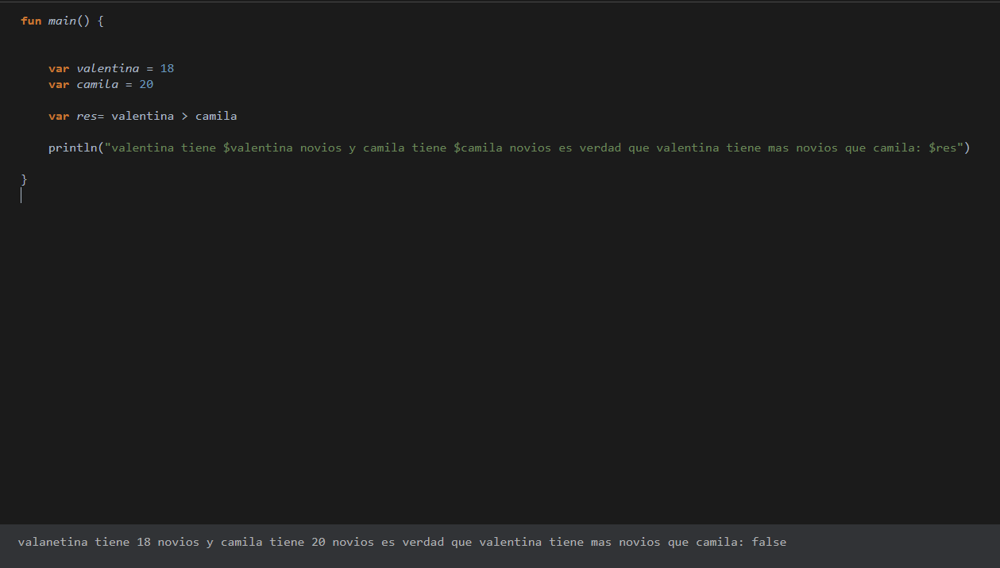 fun main() {
var valentina = 18
var camila = 20
var res= valentina > camila
println("valentina tiene $valentina novios y camila tiene $camila novios es verdad que valentina tiene mas novios que camila: $res")
}
valanetina tiene 18 novios y camila tiene 20 novios es verdad que valentina tiene mas novios que camila: false